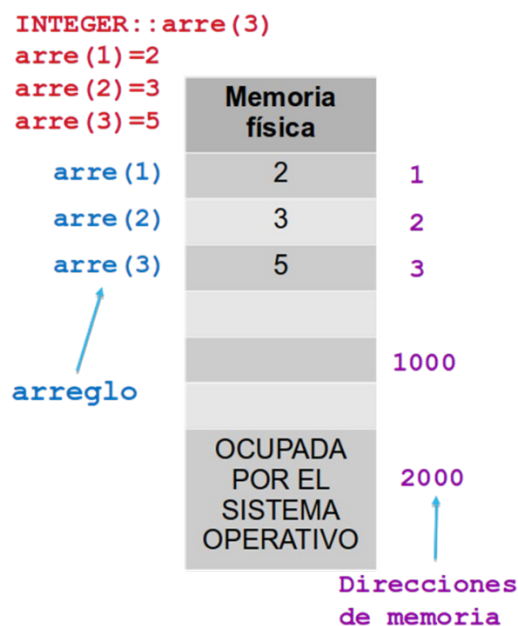 INTEGER::arre(3)
arre(1)=2
arre(2)=3
arre(3)=5
Memoria
física
arre(1) 2 1
arre(2) 3 2
arre(3) 5 3
1000
arreglo
OCUPADA
POR EL
SISTEMA
OPERATIVO
2000
Direcciones
de memoria